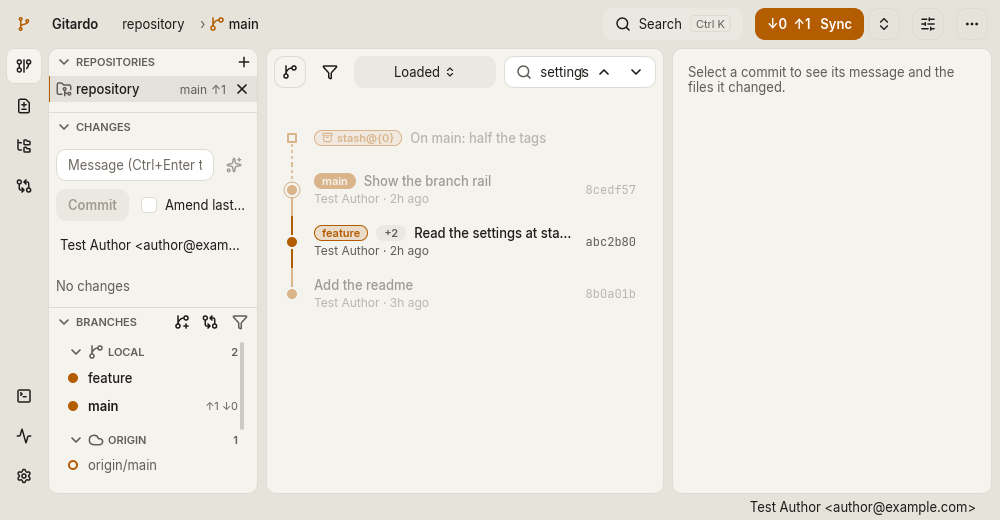 Gitardo repository › main Search Ctrl K ↓0 ↑1 Sync
REPOSITORIES
repository main ↑1
CHANGES
Message (Ctrl+Enter t
Commit Amend last...
Test Author <author@exam...
No changes
BRANCHES
LOCAL 2
feature
main ↑1 ↓0
ORIGIN 1
origin/main
Loaded settings
stash@{0} On main: half the tags
main Show the branch rail
Test Author · 2h ago 8cedf57
feature +2 Read the settings at sta...
Test Author · 2h ago abc2b80
Add the readme
Test Author · 3h ago 8b0a01b
Select a commit to see its message and the
files it changed.
Test Author <author@example.com>